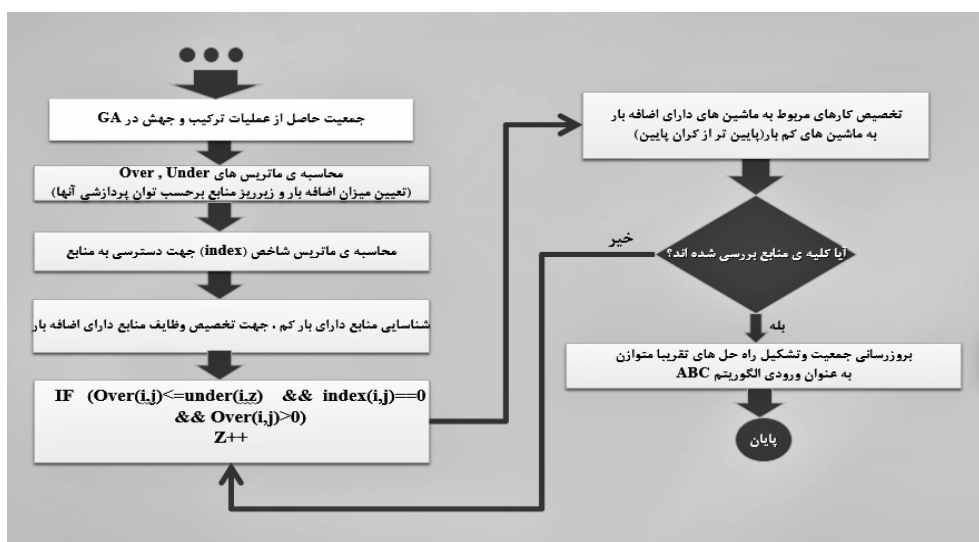 جمعیت حاصل از عملیات ترکیب و جهش در GA
محاسبه ی ماتریس های Over , Under
(تعیین میزان اضافه بار و زیرریز منابع برحسب توان پردازشی آنها)
محاسبه ی ماتریس شاخص (index) جهت دسترسی به منابع
شناسایی منابع دارای بار کم ، جهت تخصیص وظایف منابع دارای اضافه بار
IF (Over(i,j)<=under(i,z) && index(i,j)==0
&& Over(i,j)>0)
Z++
تخصیص کارهای مربوط به ماشین های دارای اضافه بار
به ماشین های کم بار(پایین تر از کران پایین)
آیا کلیه ی منابع بررسی شده اند؟
خیر
بله
بروزرسانی جمعیت وتشکیل راه حل های تقریبا متوازن
به عنوان ورودی الگوریتم ABC
پایان